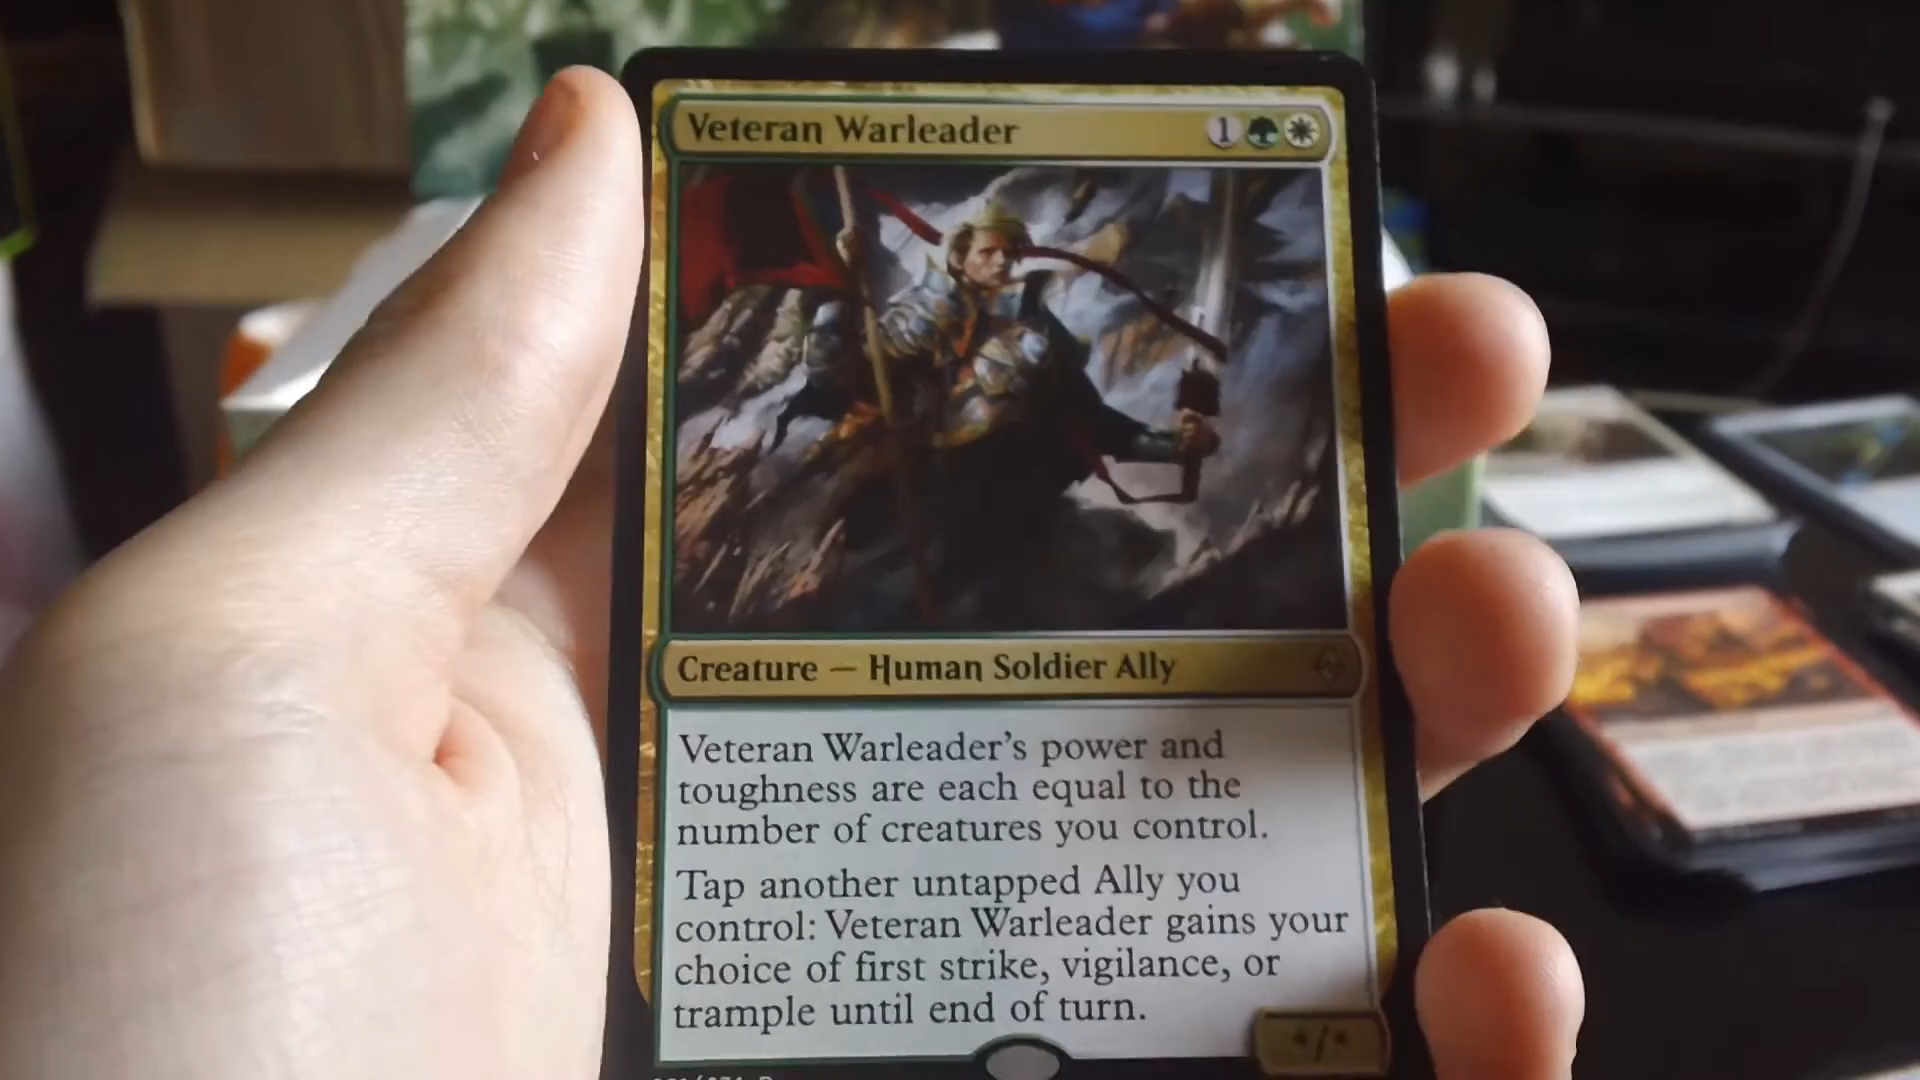 Veteran Warleader 1
Creature — Human Soldier Ally
Veteran Warleader's power and
toughness are each equal to the
number of creatures you control.
Tap another untapped Ally you
control: Veteran Warleader gains your
choice of first strike, vigilance, or
trample until end of turn.
*/*